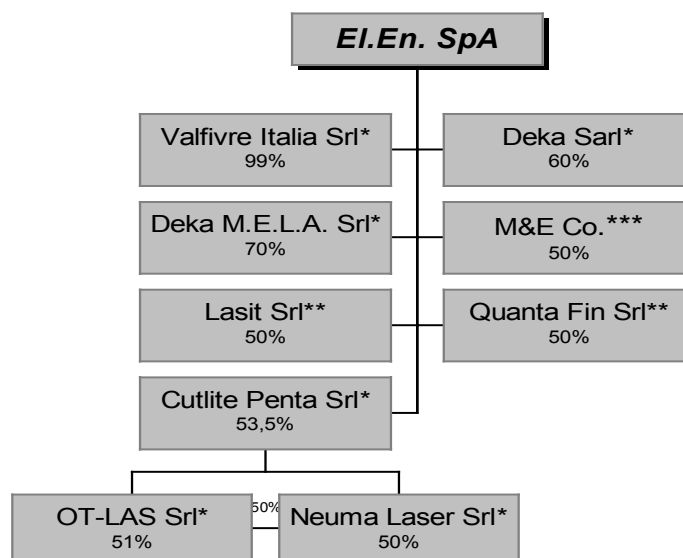 El.En. SpA
Valfivre Italia Srl*
99%
Deka Sarl*
60%
Deka M.E.L.A. Srl*
70%
M&E Co.***
50%
Lasit Srl**
50%
Quanta Fin Srl**
50%
Cutlite Penta Srl*
53,5%
OT-LAS Srl*
51%
50%
Neuma Laser Srl*
50%